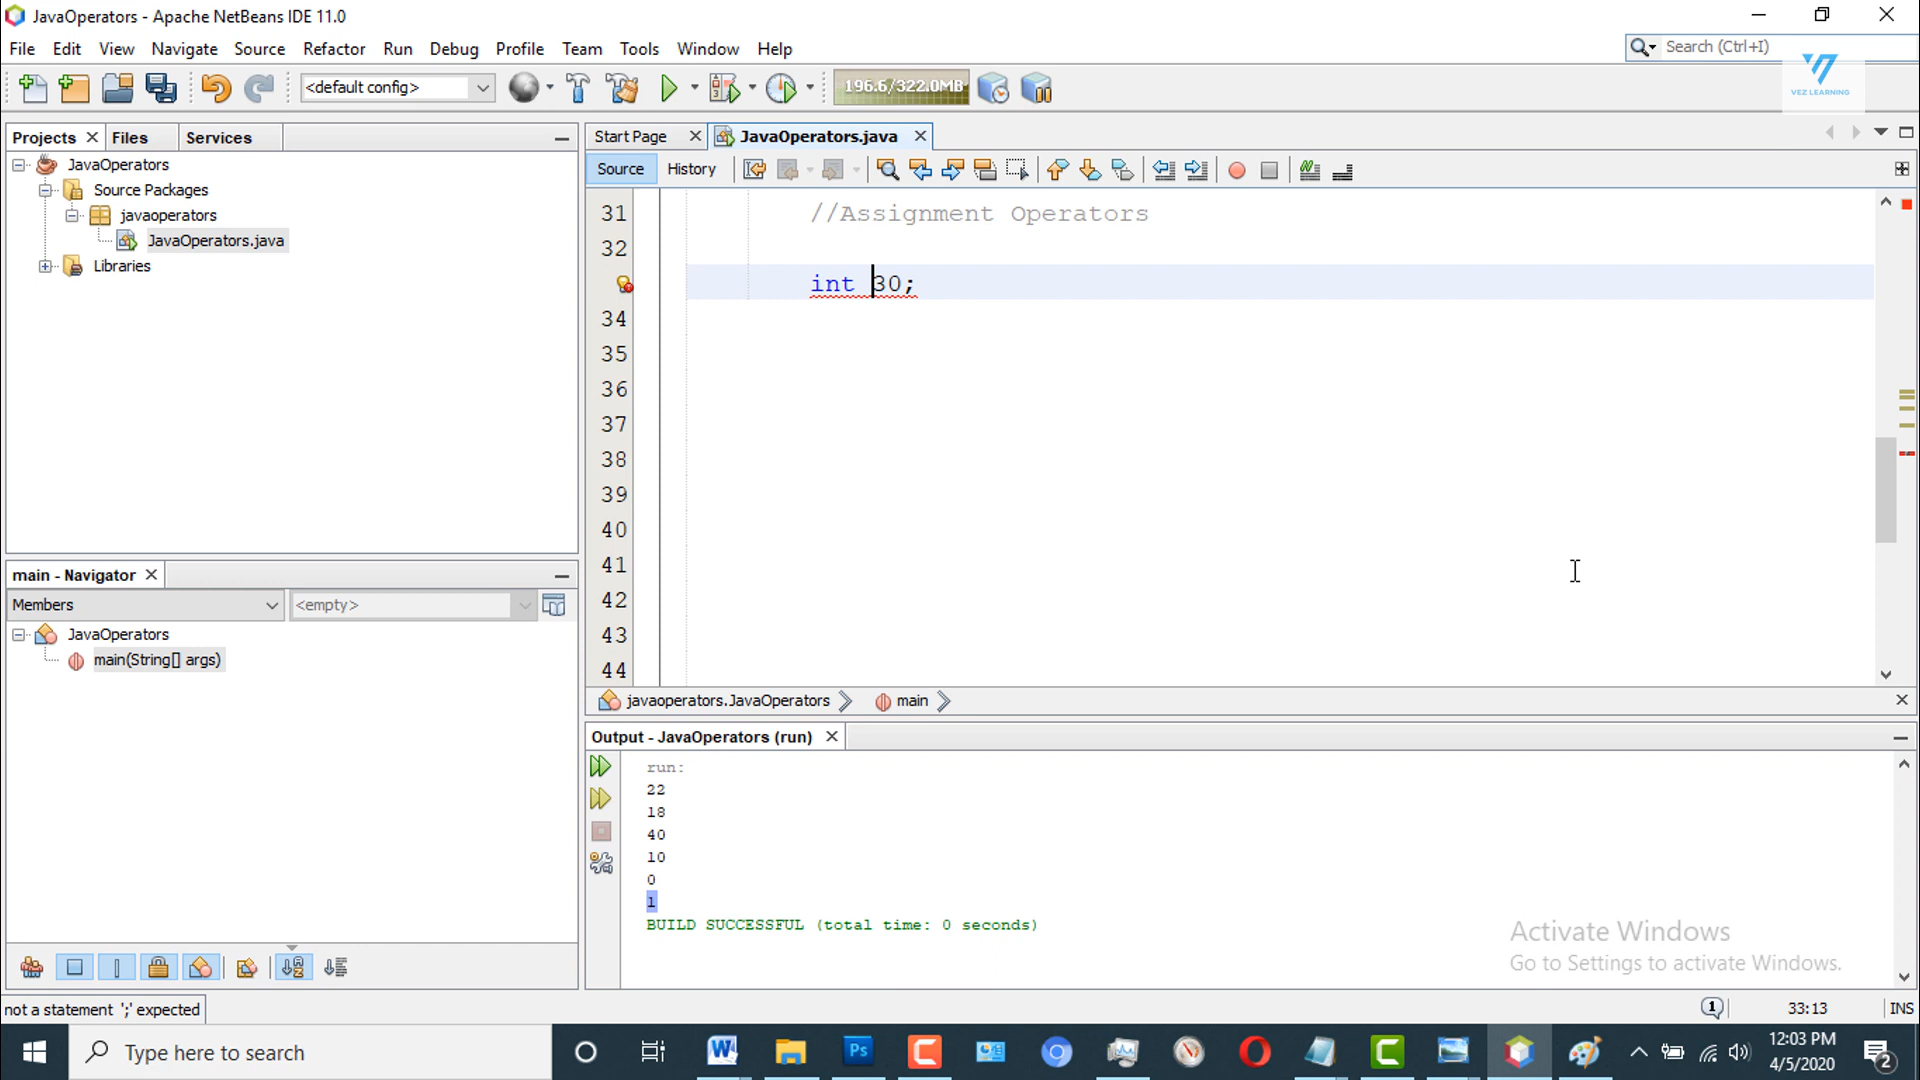 JavaOperators - Apache NetBeans IDE 11.0
File Edit View Navigate Source Refactor Run Debug Profile Team Tools Window Help
Search (Ctrl+I)
<default config>
196.6/322.0MB
VEZ LEARNING
Projects Files Services
JavaOperators
Source Packages
javaoperators
JavaOperators.java
Libraries
Start Page JavaOperators.java
Source History
31 //Assignment Operators
32
int 30;
34
35
36
37
38
39
40
41
42
43
44
javaoperators.JavaOperators main
main - Navigator
Members <empty>
JavaOperators
main(String[] args)
Output - JavaOperators (run)
run:
22
18
40
10
0
1
BUILD SUCCESSFUL (total time: 0 seconds)
Activate Windows
Go to Settings to activate Windows.
not a statement ';' expected
1 33:13 INS
Type here to search
W Ps C C
12:03 PM
4/5/2020
2